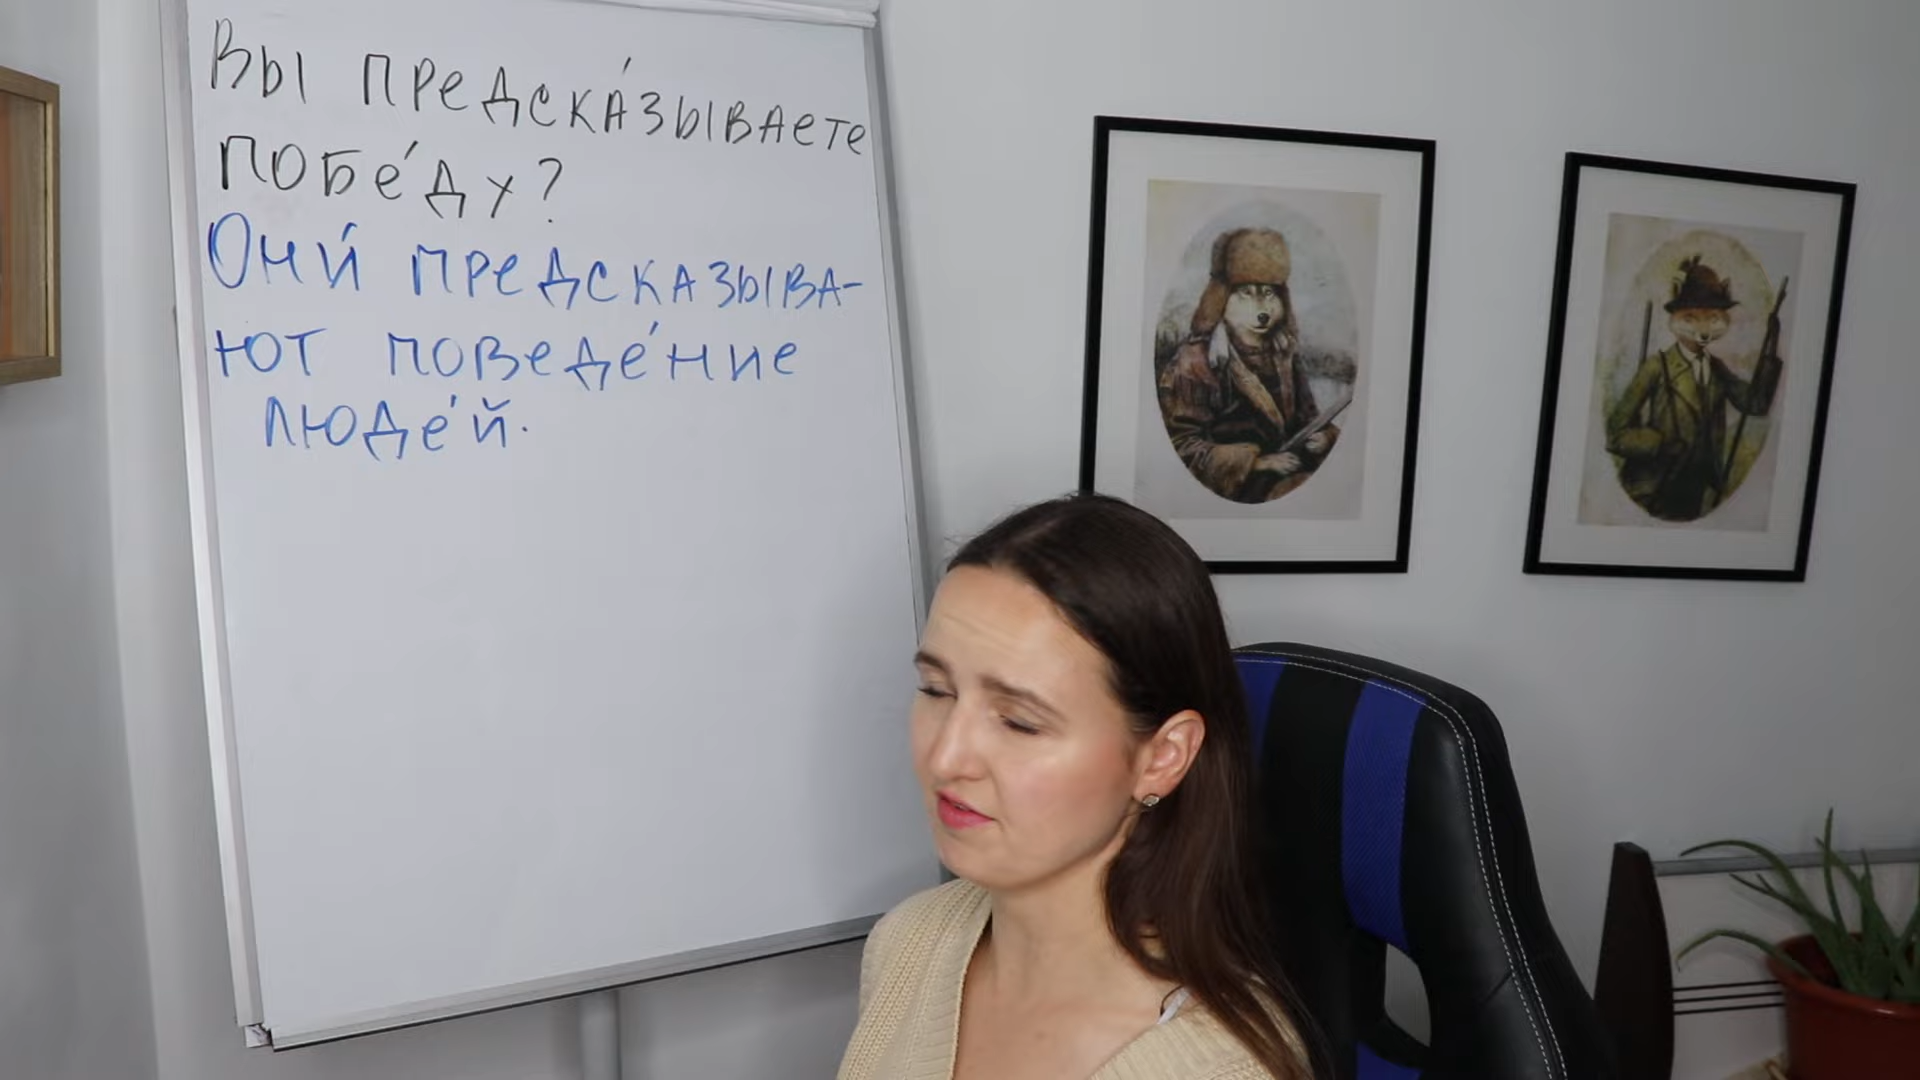 Вы предска́зываете
побе́ду?
Они́ предсказыва-
ют поведе́ние
люде́й.